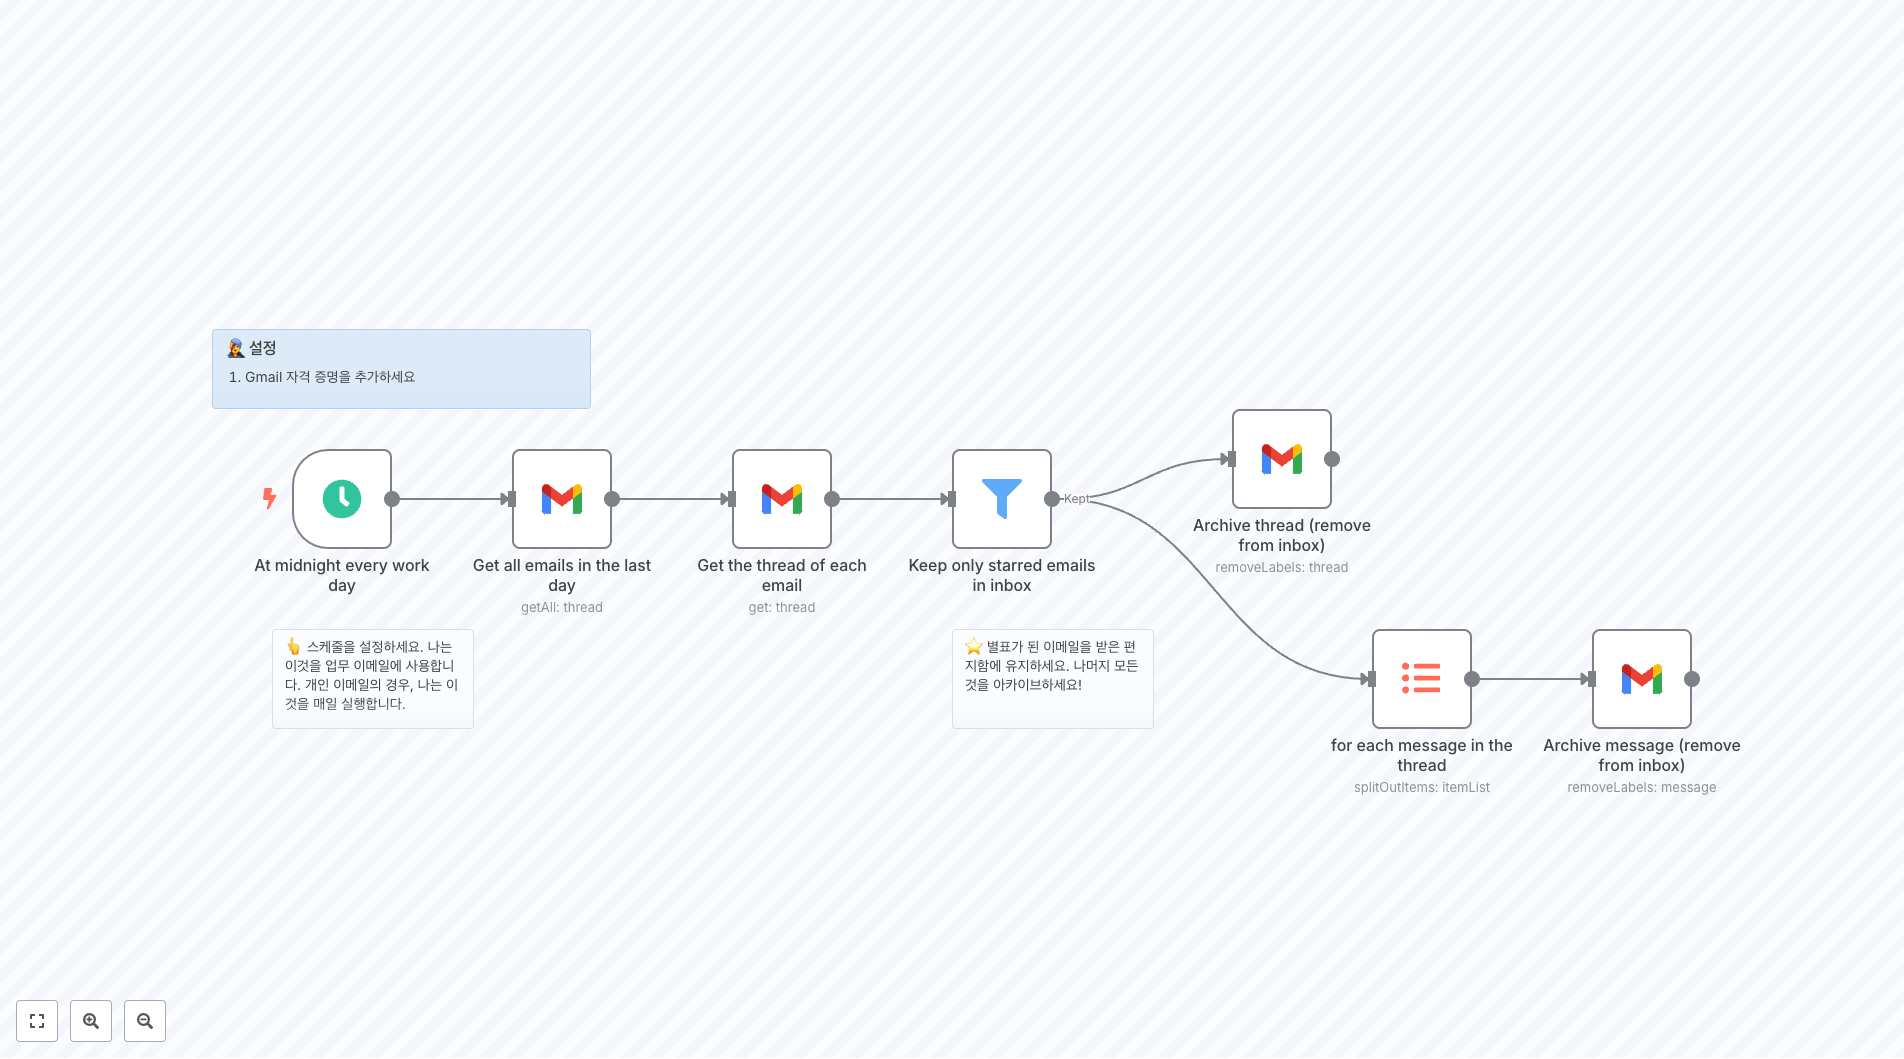 설정
1. Gmail 자격 증명을 추가하세요
At midnight every work
day
Get all emails in the last
day
getAll: thread
Get the thread of each
email
get: thread
Keep only starred emails
in inbox
Kept
Archive thread (remove
from inbox)
removeLabels: thread
스케줄을 설정하세요. 나는
이것을 업무 이메일에 사용합니
다. 개인 이메일의 경우, 나는 이
것을 매일 실행합니다.
별표가 된 이메일을 받은 편
지함에 유지하세요. 나머지 모든
것을 아카이브하세요!
for each message in the
thread
splitOutItems: itemList
Archive message (remove
from inbox)
removeLabels: message